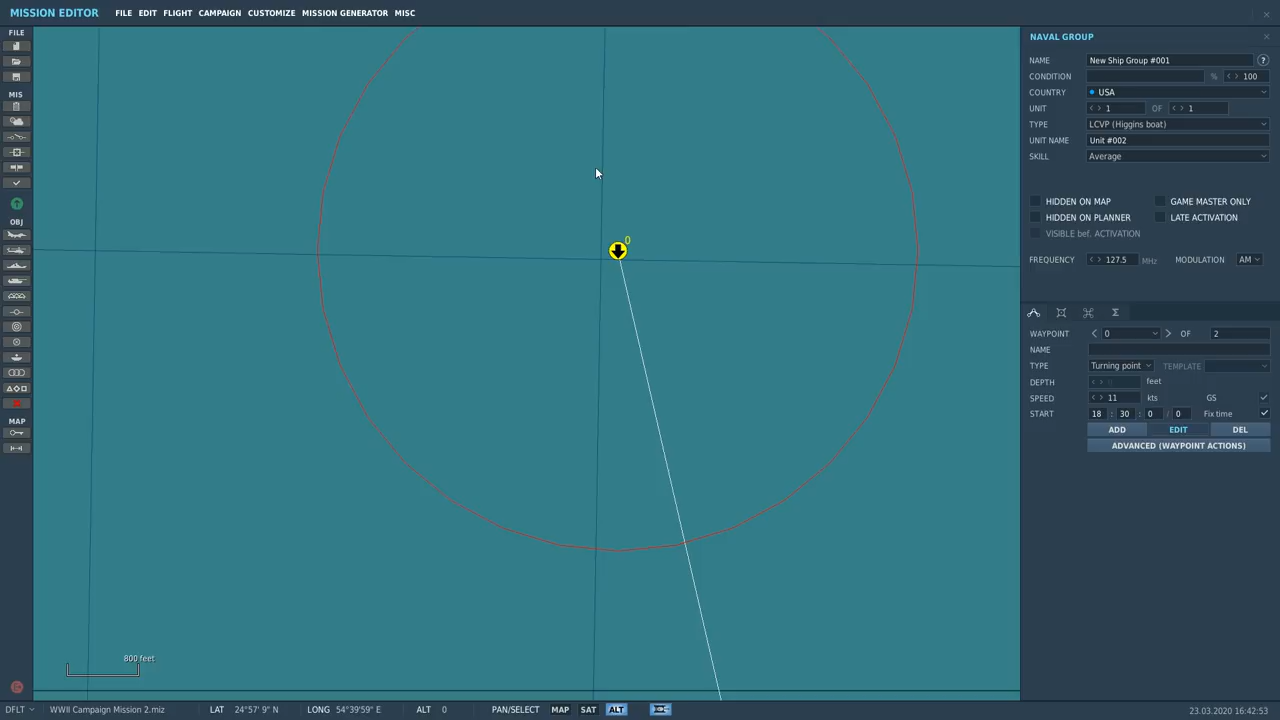 MISSION EDITOR FILE EDIT FLIGHT CAMPAIGN CUSTOMIZE MISSION GENERATOR MISC
FILE
MIS
OBJ
MAP
0
800 feet
NAVAL GROUP
NAME New Ship Group #001 ?
CONDITION % < > 100
COUNTRY USA
UNIT < > 1 OF < > 1
TYPE LCVP (Higgins boat)
UNIT NAME Unit #002
SKILL Average
HIDDEN ON MAP GAME MASTER ONLY
HIDDEN ON PLANNER LATE ACTIVATION
VISIBLE bef. ACTIVATION
FREQUENCY < > 127.5 MHz MODULATION AM
WAYPOINT < 0 > OF 2
NAME
TYPE Turning point TEMPLATE
DEPTH < > feet
SPEED < > 11 kts GS
START 18 : 30 : 0 / 0 Fix time
ADD EDIT DEL
ADVANCED (WAYPOINT ACTIONS)
DFLT WWII Campaign Mission 2.miz LAT 24°57' 9" N LONG 54°39'59" E ALT 0 PAN/SELECT MAP SAT ALT 23.03.2020 16:42:53